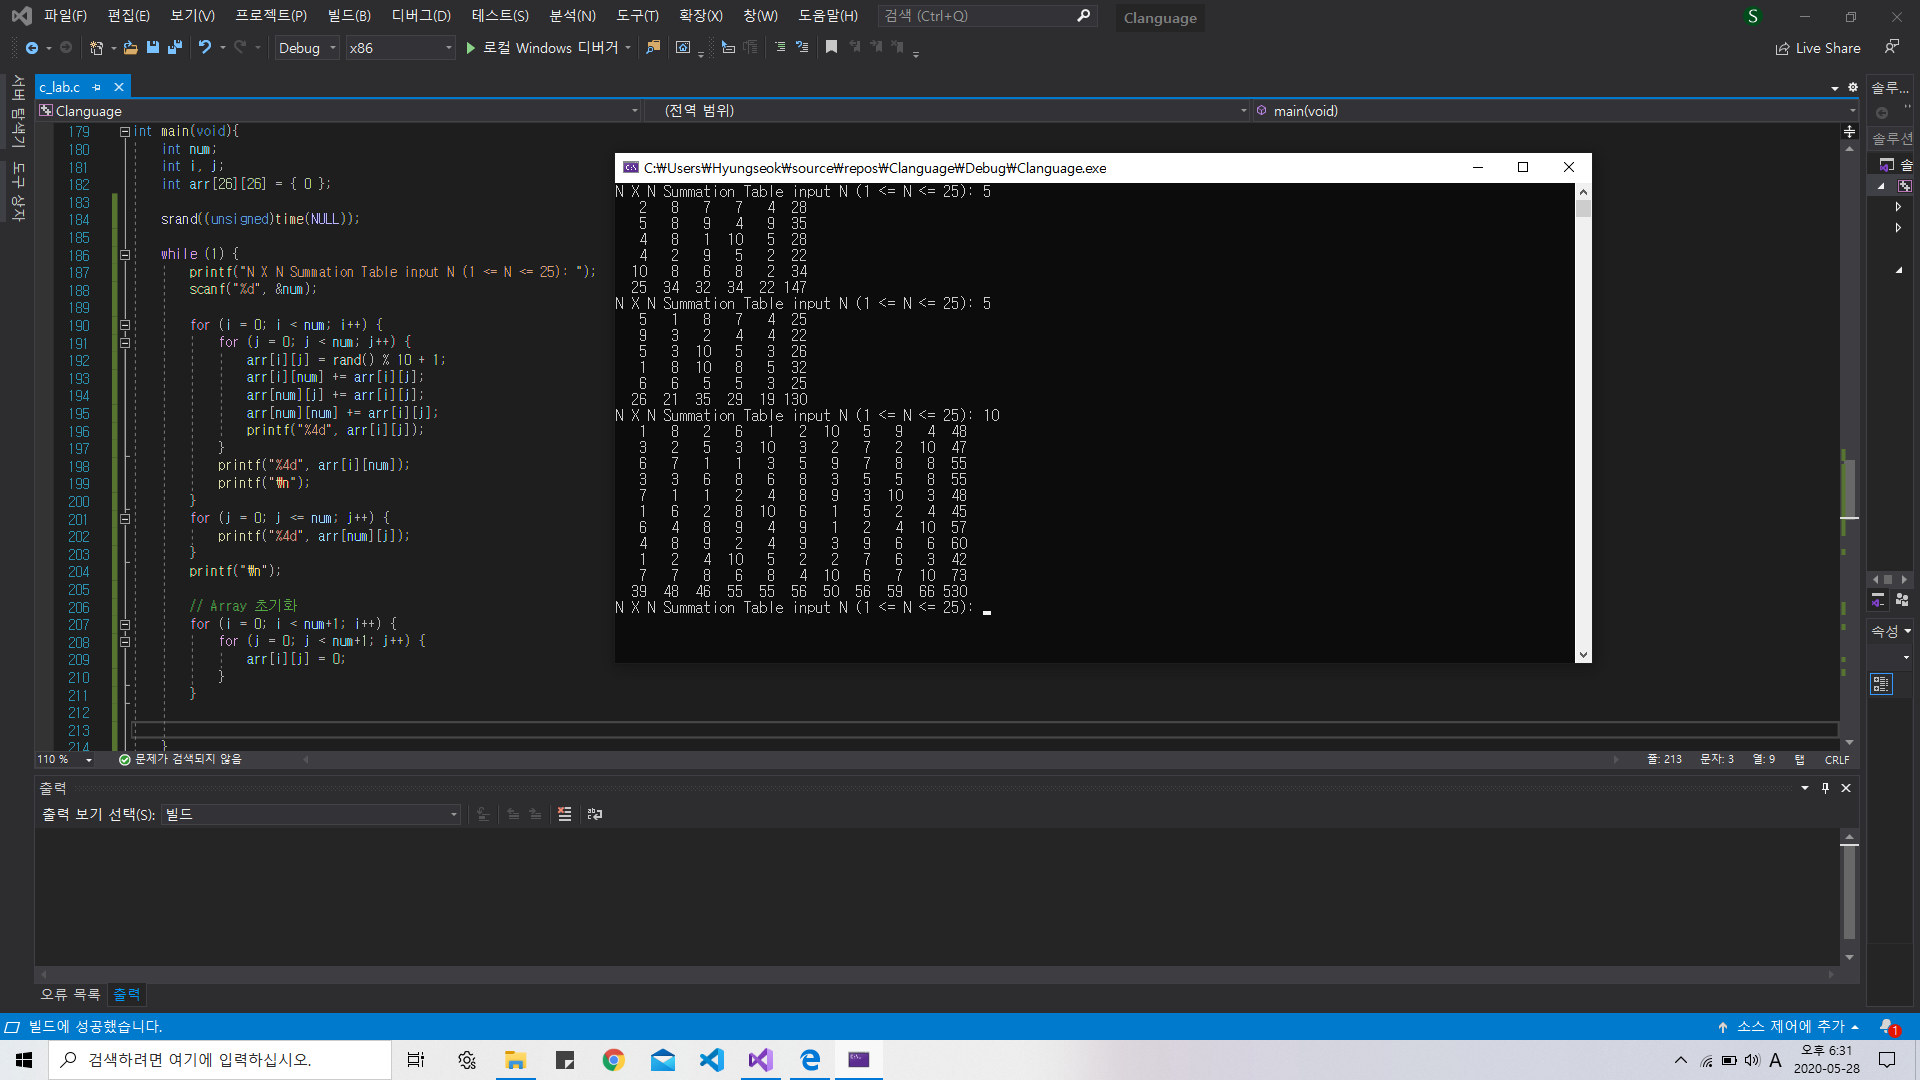 파일(F) 편집(E) 보기(V) 프로젝트(P) 빌드(B) 디버그(D) 테스트(S) 분석(N) 도구(T) 확장(X) 창(W) 도움말(H) 검색 (Ctrl+Q) Clanguage S
Debug x86 로컬 Windows 디버거 Live Share
서버 탐색기
도구 상자
c_lab.c
Clanguage (전역 범위) main(void)
179 int main(void){
180 int num;
181 int i, j;
182 int arr[26][26] = { 0 };
183
184 srand((unsigned)time(NULL));
185
186 while (1) {
187 printf("N X N Summation Table input N (1 <= N <= 25): ");
188 scanf("%d", &num);
189
190 for (i = 0; i < num; i++) {
191 for (j = 0; j < num; j++) {
192 arr[i][j] = rand() % 10 + 1;
193 arr[i][num] += arr[i][j];
194 arr[num][j] += arr[i][j];
195 arr[num][num] += arr[i][j];
196 printf("%4d", arr[i][j]);
197 }
198 printf("%4d", arr[i][num]);
199 printf("₩n");
200 }
201 for (j = 0; j <= num; j++) {
202 printf("%4d", arr[num][j]);
203 }
204 printf("₩n");
205
206 // Array 초기화
207 for (i = 0; i < num+1; i++) {
208 for (j = 0; j < num+1; j++) {
209 arr[i][j] = 0;
210 }
211 }
212
213
214 }
C:₩Users₩Hyungseok₩source₩repos₩Clanguage₩Debug₩Clanguage.exe
N X N Summation Table input N (1 <= N <= 25): 5
2 8 7 7 4 28
5 8 9 4 9 35
4 8 1 10 5 28
4 2 9 5 2 22
10 8 6 8 2 34
25 34 32 34 22 147
N X N Summation Table input N (1 <= N <= 25): 5
5 1 8 7 4 25
9 3 2 4 4 22
5 3 10 5 3 26
1 8 10 8 5 32
6 6 5 5 3 25
26 21 35 29 19 130
N X N Summation Table input N (1 <= N <= 25): 10
1 8 2 6 1 2 10 5 9 4 48
3 2 5 3 10 3 2 7 2 10 47
6 7 1 1 3 5 9 7 8 8 55
3 3 6 8 6 8 3 5 5 8 55
7 1 1 2 4 8 9 3 10 3 48
1 6 2 8 10 6 1 5 2 4 45
6 4 8 9 4 9 1 2 4 10 57
4 8 9 2 4 9 3 9 6 6 60
1 2 4 10 5 2 2 7 6 3 42
7 7 8 6 8 4 10 6 7 10 73
39 48 46 55 55 56 50 56 59 66 530
N X N Summation Table input N (1 <= N <= 25):
솔루...
솔루션
솔
속성
110 % 문제가 검색되지 않음 줄: 213 문자: 3 열: 9 탭 CRLF
출력
출력 보기 선택(S): 빌드
오류 목록 출력
빌드에 성공했습니다. 소스 제어에 추가 1
검색하려면 여기에 입력하십시오. A 오후 6:31
2020-05-28